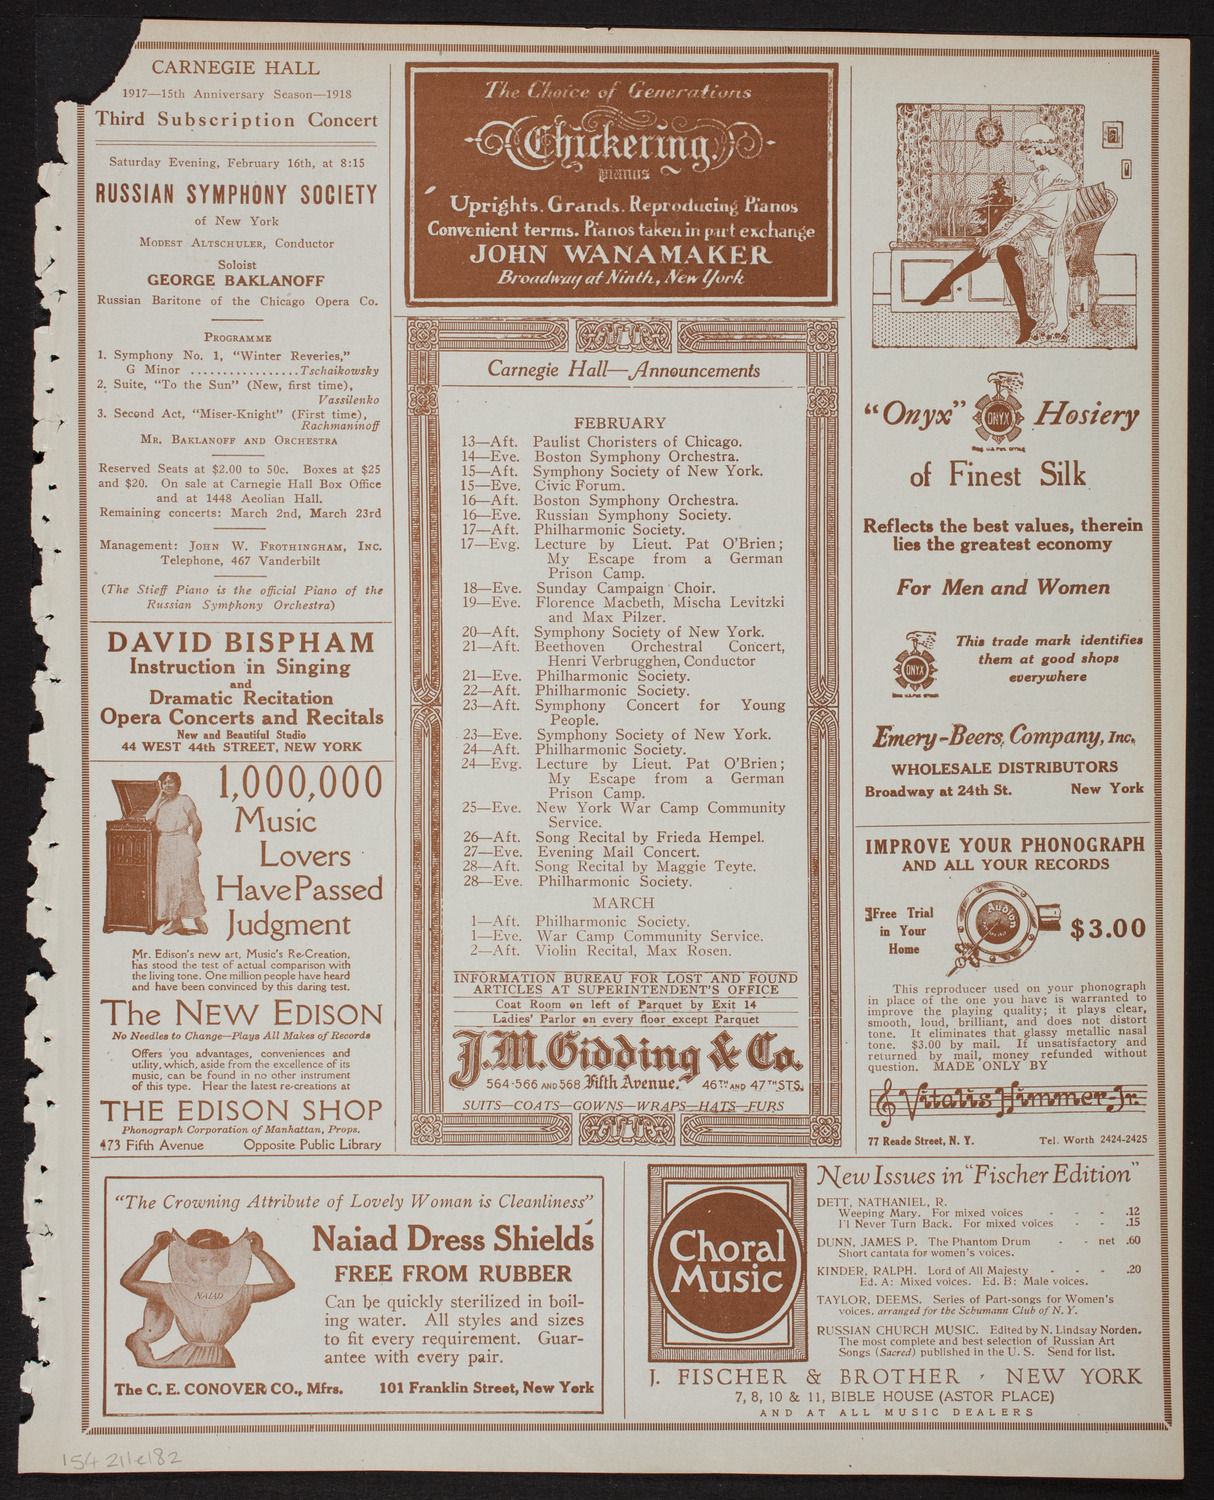 CARNEGIE HALL
1917—15th Anniversary Season—1918
Third Subscription Concert
Saturday Evening, February 16th, at 8:15
RUSSIAN SYMPHONY SOCIETY
of New York
MODEST ALTSCHULER, Conductor
Soloist
GEORGE BAKLANOFF
Russian Baritone of the Chicago Opera Co.
PROGRAMME
1. Symphony No. 1, "Winter Reveries,"
G Minor .................Tschaikowsky
2. Suite, "To the Sun" (New, first time),
Vassilenko
3. Second Act, "Miser-Knight" (First time),
Rachmaninoff
MR. BAKLANOFF AND ORCHESTRA
Reserved Seats at $2.00 to 50c. Boxes at $25
and $20. On sale at Carnegie Hall Box Office
and at 1448 Aeolian Hall.
Remaining concerts: March 2nd, March 23rd
Management: JOHN W. FROTHINGHAM, INC.
Telephone, 467 Vanderbilt
(The Stieff Piano is the official Piano of the
Russian Symphony Orchestra)
DAVID BISPHAM
Instruction in Singing
and
Dramatic Recitation
Opera Concerts and Recitals
New and Beautiful Studio
44 WEST 44th STREET, NEW YORK
1,000,000
Music
Lovers
Have Passed
Judgment
Mr. Edison's new art, Music's Re-Creation,
has stood the test of actual comparison with
the living tone. One million people have heard
and have been convinced by this daring test.
The NEW EDISON
No Needles to Change—Plays All Makes of Records
Offers you advantages, conveniences and
utility, which, aside from the excellence of its
music, can be found in no other instrument
of this type. Hear the latest re-creations at
THE EDISON SHOP
Phonograph Corporation of Manhattan, Props.
473 Fifth Avenue Opposite Public Library
The Choice of Generations
Chickering
pianos
Uprights. Grands. Reproducing Pianos
Convenient terms. Pianos taken in part exchange
JOHN WANAMAKER
Broadway at Ninth, New York
Carnegie Hall—Announcements
FEBRUARY
13—Aft. Paulist Choristers of Chicago.
14—Eve. Boston Symphony Orchestra.
15—Aft. Symphony Society of New York.
15—Eve. Civic Forum.
16—Aft. Boston Symphony Orchestra.
16—Eve. Russian Symphony Society.
17—Aft. Philharmonic Society.
17—Evg. Lecture by Lieut. Pat O'Brien;
My Escape from a German
Prison Camp.
18—Eve. Sunday Campaign Choir.
19—Eve. Florence Macbeth, Mischa Levitzki
and Max Pilzer.
20—Aft. Symphony Society of New York.
21—Aft. Beethoven Orchestral Concert,
Henri Verbrugghen, Conductor
21—Eve. Philharmonic Society.
22—Aft. Philharmonic Society.
23—Aft. Symphony Concert for Young
People.
23—Eve. Symphony Society of New York.
24—Aft. Philharmonic Society.
24—Evg. Lecture by Lieut. Pat O'Brien;
My Escape from a German
Prison Camp.
25—Eve. New York War Camp Community
Service.
26—Aft. Song Recital by Frieda Hempel.
27—Eve. Evening Mail Concert.
28—Aft. Song Recital by Maggie Teyte.
28—Eve. Philharmonic Society.
MARCH
1—Aft. Philharmonic Society.
1—Eve. War Camp Community Service.
2—Aft. Violin Recital, Max Rosen.
INFORMATION BUREAU FOR LOST AND FOUND
ARTICLES AT SUPERINTENDENT'S OFFICE
Coat Room on left of Parquet by Exit 14
Ladies' Parlor on every floor except Parquet
J.M. Gidding & Co.
564-566 AND 568 Fifth Avenue. 46TH AND 47TH STS.
SUITS—COATS—GOWNS—WRAPS—HATS—FURS
"Onyx" ONYX Hosiery
of Finest Silk
Reflects the best values, therein
lies the greatest economy
For Men and Women
ONYX
This trade mark identifies
them at good shops
everywhere
Emery-Beers, Company, Inc.
WHOLESALE DISTRIBUTORS
Broadway at 24th St. New York
IMPROVE YOUR PHONOGRAPH
AND ALL YOUR RECORDS
Free Trial
in Your
Home
Audion
$3.00
This reproducer used on your phonograph
in place of the one you have is warranted to
improve the playing quality; it plays clear,
smooth, loud, brilliant, and does not distort
tone. It eliminates that glassy metallic nasal
tone. $3.00 by mail. If unsatisfactory and
returned by mail, money refunded without
question. MADE ONLY BY
Vitalis Himmer-Jr.
77 Reade Street, N. Y. Tel. Worth 2424-2425
"The Crowning Attribute of Lovely Woman is Cleanliness"
NAIAD
Naiad Dress Shields
FREE FROM RUBBER
Can be quickly sterilized in boil-
ing water. All styles and sizes
to fit every requirement. Guar-
antee with every pair.
The C. E. CONOVER CO., Mfrs. 101 Franklin Street, New York
Choral
Music
New Issues in "Fischer Edition"
DETT, NATHANIEL, R.
Weeping Mary. For mixed voices - - - .12
I'l Never Turn Back. For mixed voices - - .15
DUNN, JAMES P. The Phantom Drum - - net .60
Short cantata for women's voices.
KINDER, RALPH. Lord of All Majesty - - - .20
Ed. A: Mixed voices. Ed. B: Male voices.
TAYLOR, DEEMS. Series of Part-songs for Women's
voices, arranged for the Schumann Club of N. Y.
RUSSIAN CHURCH MUSIC. Edited by N. Lindsay Norden.
The most complete and best selection of Russian Art
Songs (Sacred) published in the U. S. Send for list.
J. FISCHER & BROTHER, NEW YORK
7, 8, 10 & 11, BIBLE HOUSE (ASTOR PLACE)
AND AT ALL MUSIC DEALERS
154 211e182